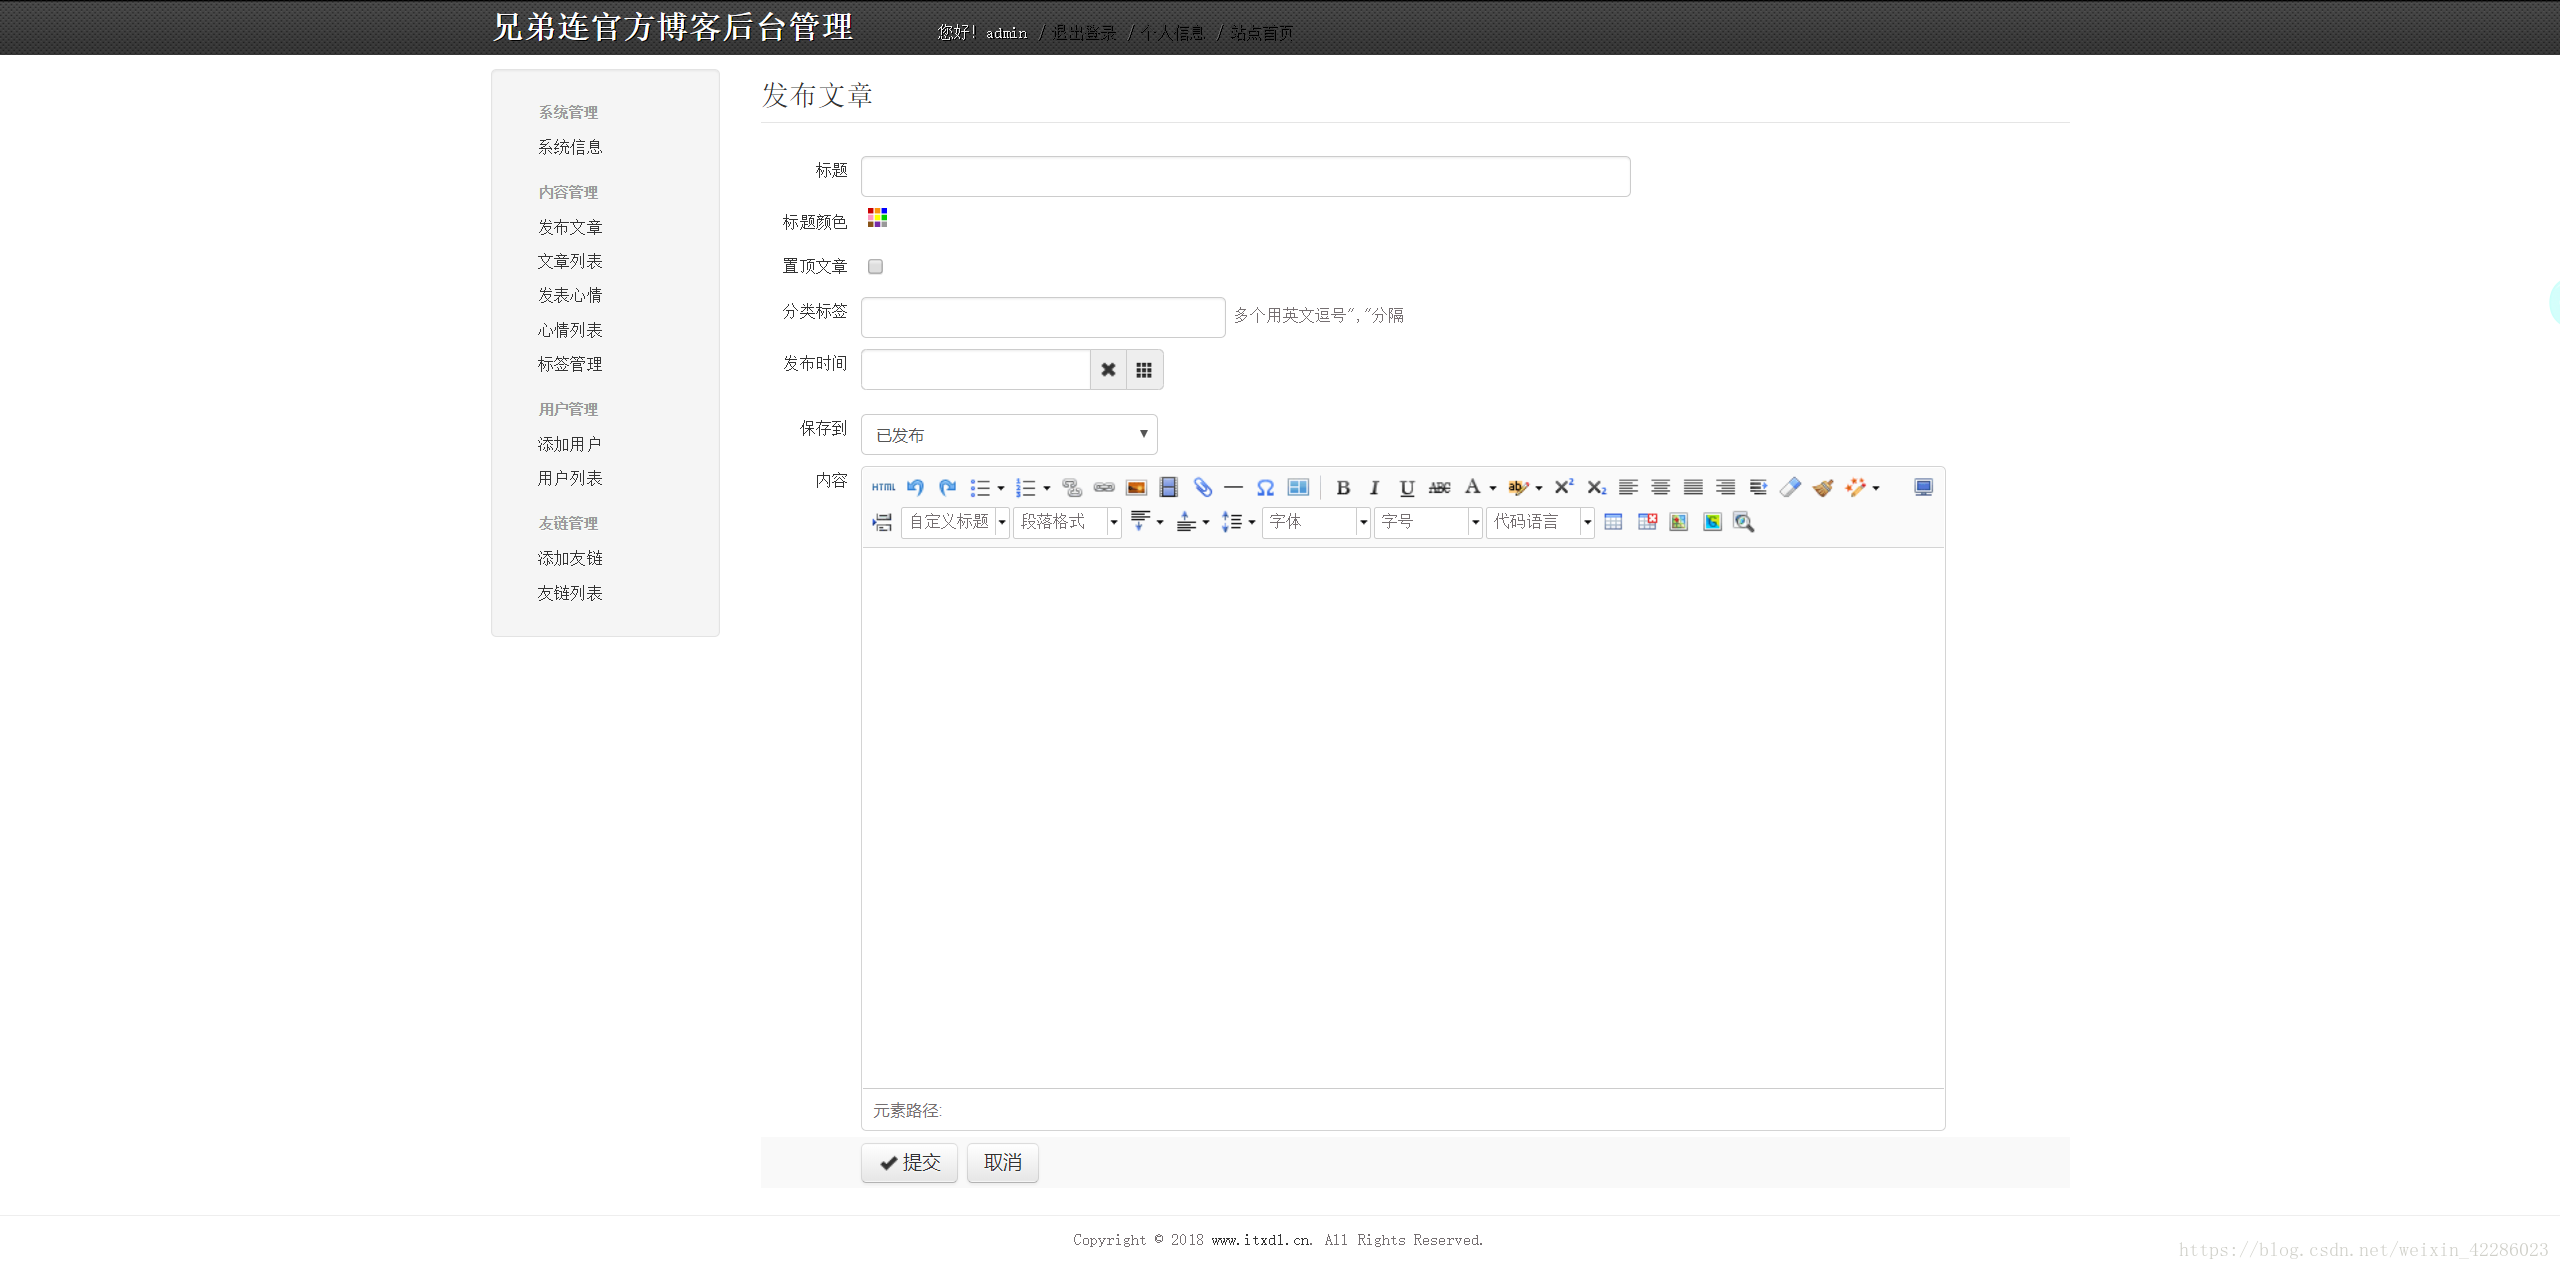 兄弟连官方博客后台管理
您好! admin / 退出登录 / 个人信息 / 站点首页
系统管理
系统信息
内容管理
发布文章
文章列表
发表心情
心情列表
标签管理
用户管理
添加用户
用户列表
友链管理
添加友链
友链列表
发布文章
标题
标题颜色
置顶文章
分类标签 多个用英文逗号","分隔
发布时间
保存到 已发布
内容
HTML B I U ABC A ab X² X₂
自定义标题 段落格式 字体 字号 代码语言
元素路径:
提交 取消
Copyright © 2018 www.itxdl.cn. All Rights Reserved.
https://blog.csdn.net/weixin_42286023